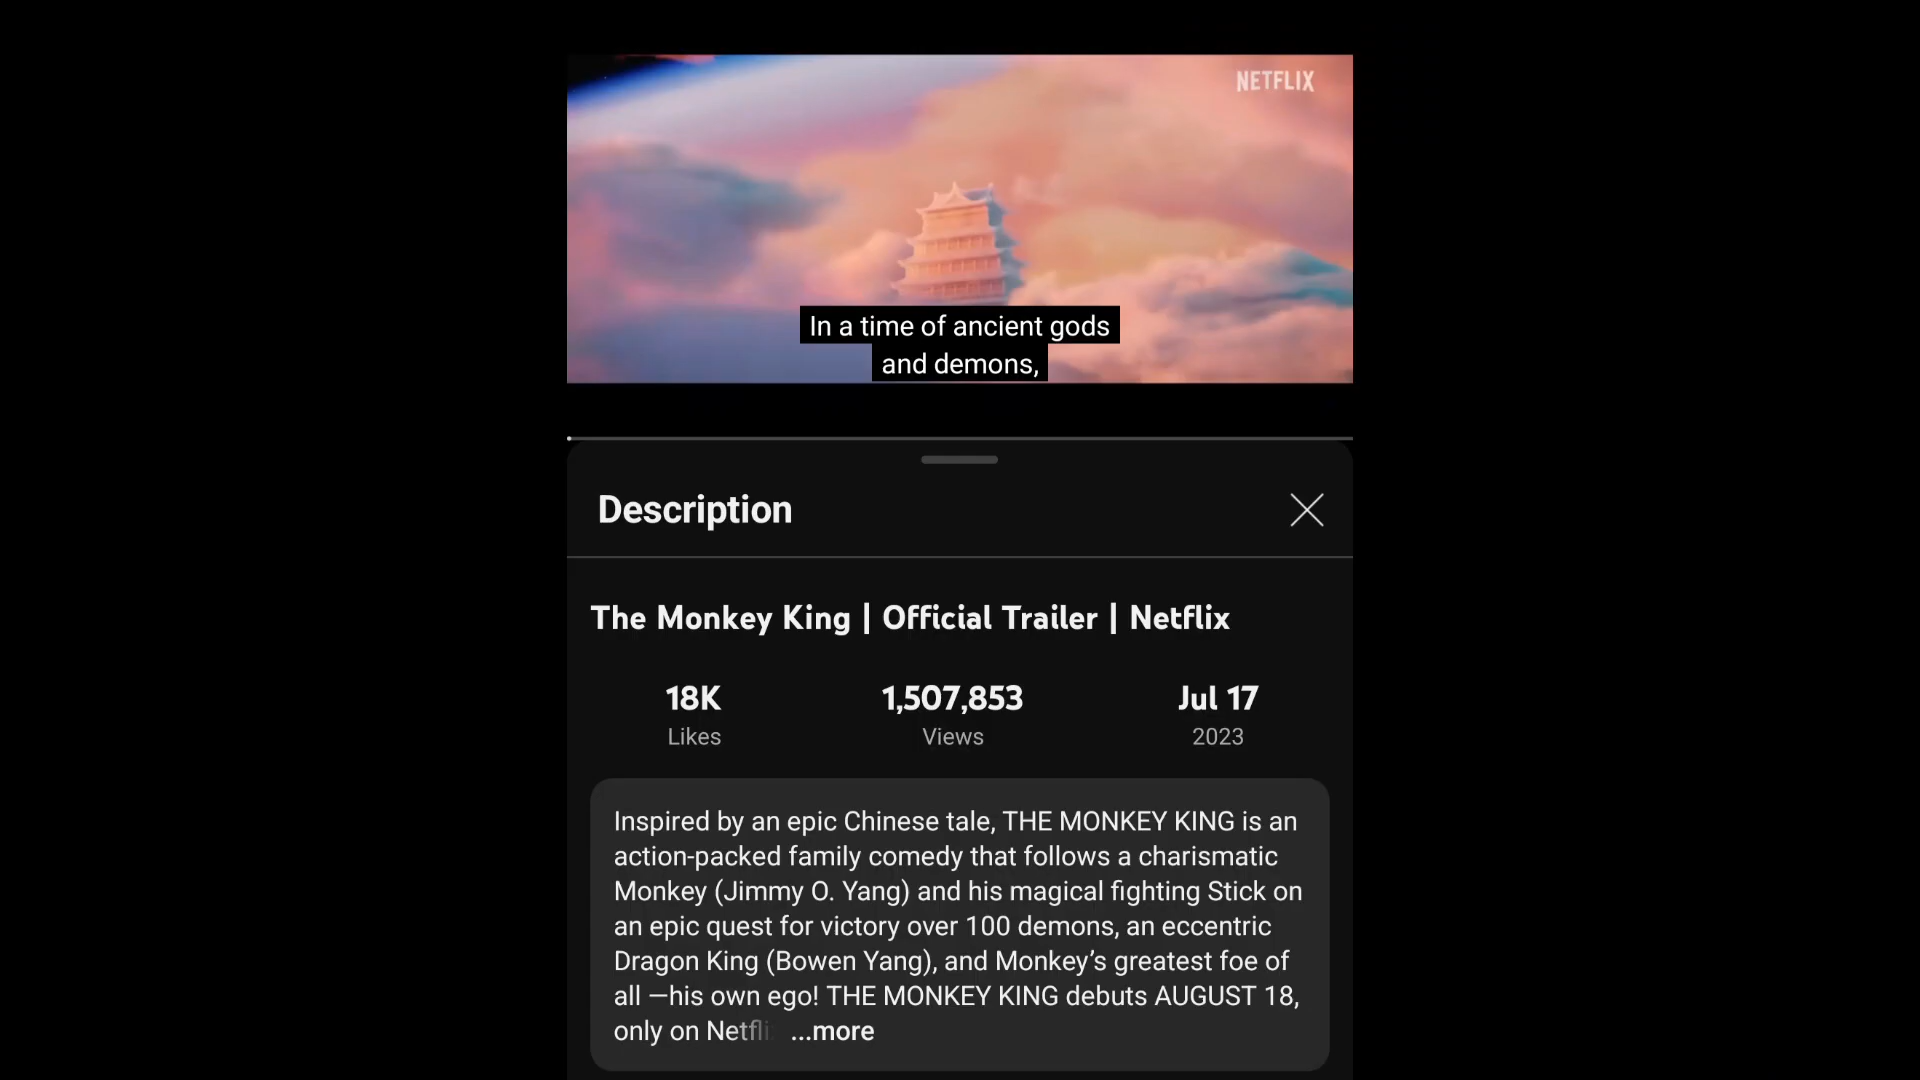 NETFLIX
In a time of ancient gods
and demons,
Description
The Monkey King | Official Trailer | Netflix
18K
Likes
1,507,853
Views
Jul 17
2023
Inspired by an epic Chinese tale, THE MONKEY KING is an
action-packed family comedy that follows a charismatic
Monkey (Jimmy O. Yang) and his magical fighting Stick on
an epic quest for victory over 100 demons, an eccentric
Dragon King (Bowen Yang), and Monkey’s greatest foe of
all —his own ego! THE MONKEY KING debuts AUGUST 18,
only on Netfli ...more